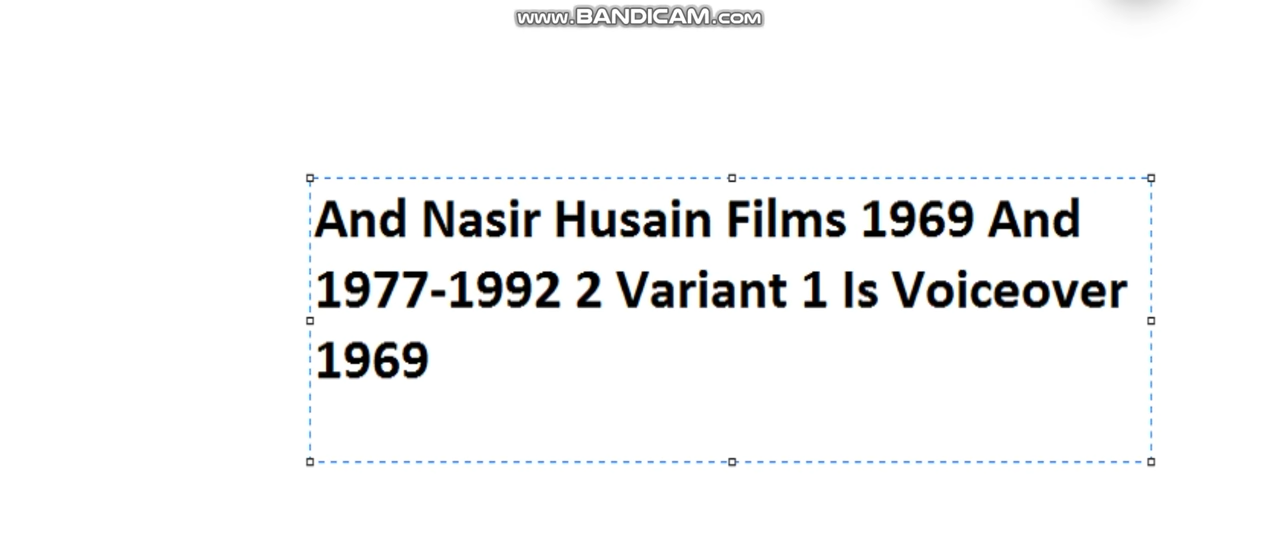 www.BANDICAM.com
And Nasir Husain Films 1969 And
1977-1992 2 Variant 1 Is Voiceover
1969